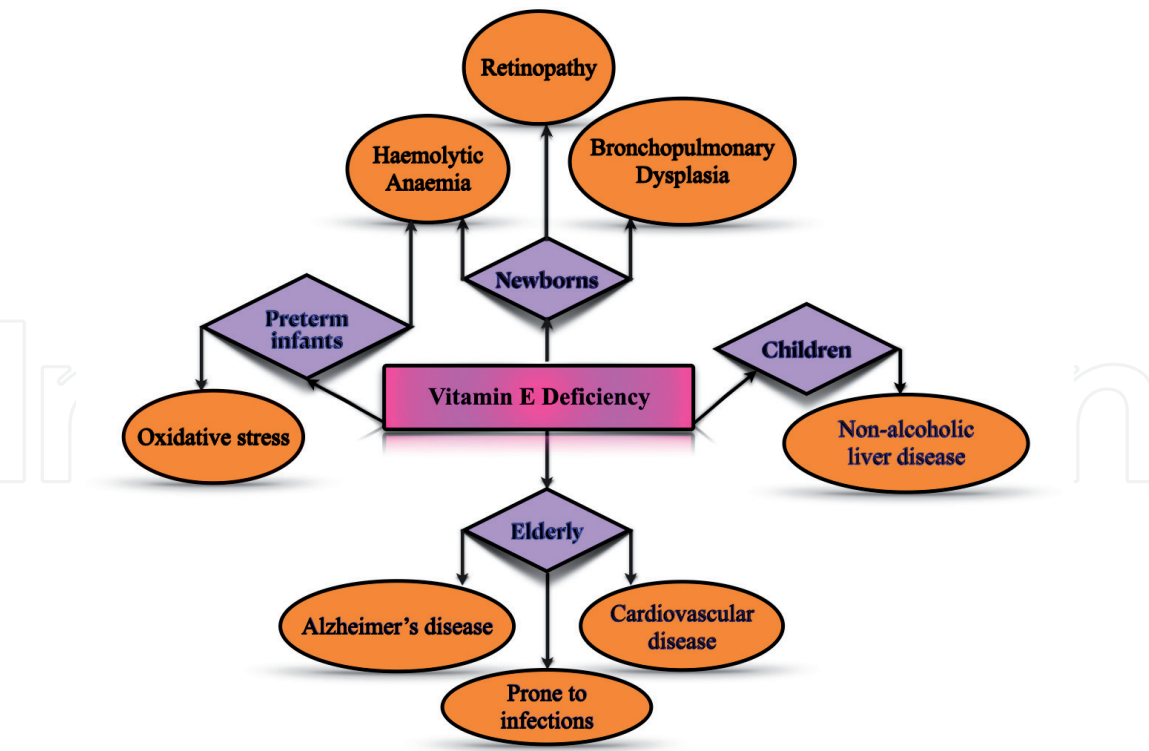 Retinopathy
Haemolytic
Anaemia
Bronchopulmonary
Dysplasia
Newborns
Preterm
infants
Children
Vitamin E Deficiency
Oxidative stress
Non-alcoholic
liver disease
Elderly
Alzheimer's disease
Cardiovascular
disease
Prone to
infections